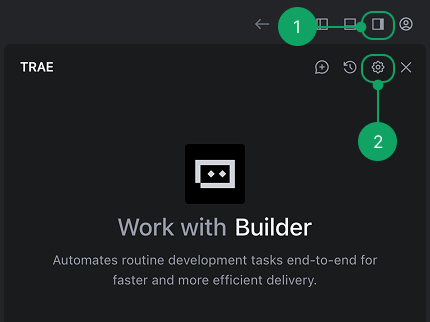 1
TRAE
2
Work with Builder
Automates routine development tasks end-to-end for
faster and more efficient delivery.